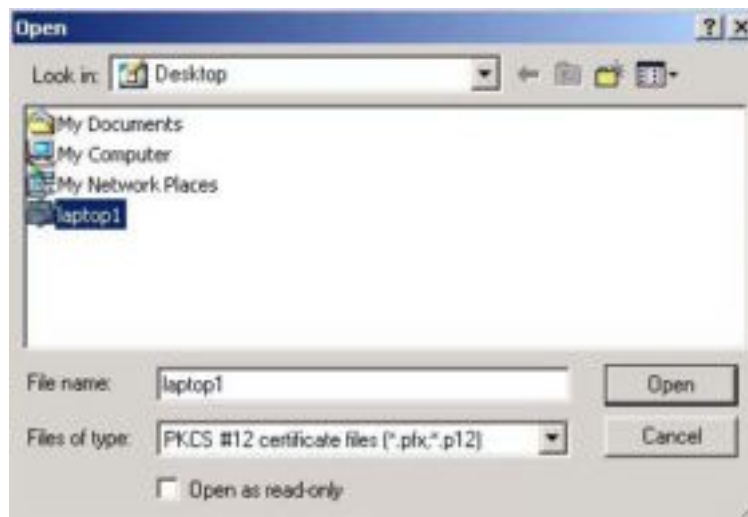 Open
Look in: Desktop
My Documents
My Computer
My Network Places
laptop1
File name: laptop1 Open
Files of type: PKCS #12 certificate files (*.pfx;*.p12) Cancel
Open as read-only